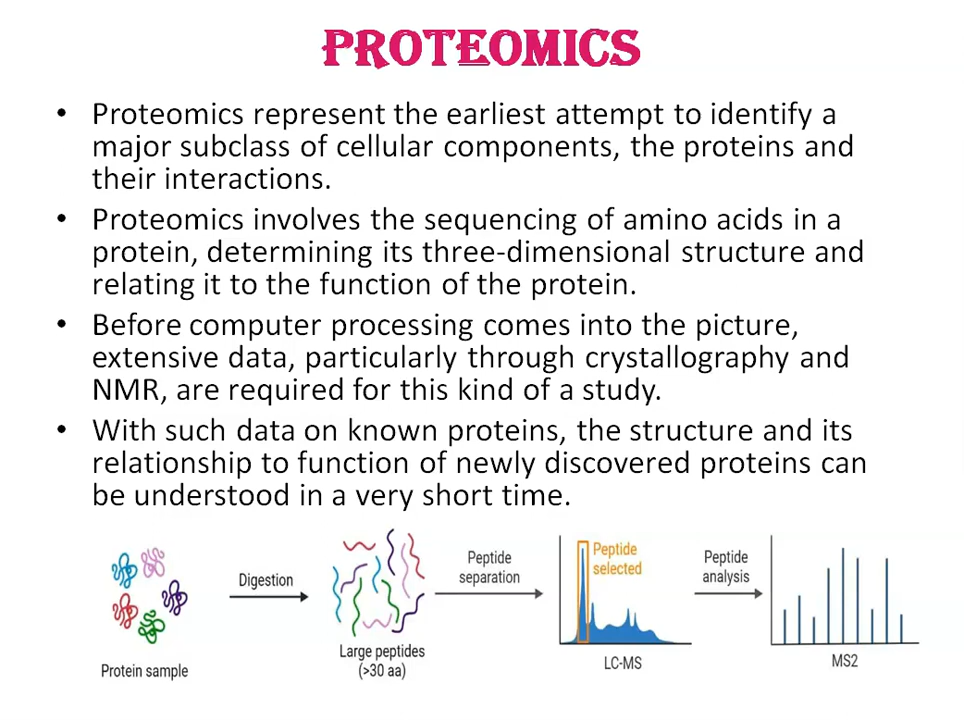 PROTEOMICS
• Proteomics represent the earliest attempt to identify a
major subclass of cellular components, the proteins and
their interactions.
• Proteomics involves the sequencing of amino acids in a
protein, determining its three-dimensional structure and
relating it to the function of the protein.
• Before computer processing comes into the picture,
extensive data, particularly through crystallography and
NMR, are required for this kind of a study.
• With such data on known proteins, the structure and its
relationship to function of newly discovered proteins can
be understood in a very short time.
Protein sample
Digestion
Large peptides
(>30 aa)
Peptide
separation
Peptide
selected
LC-MS
Peptide
analysis
MS2